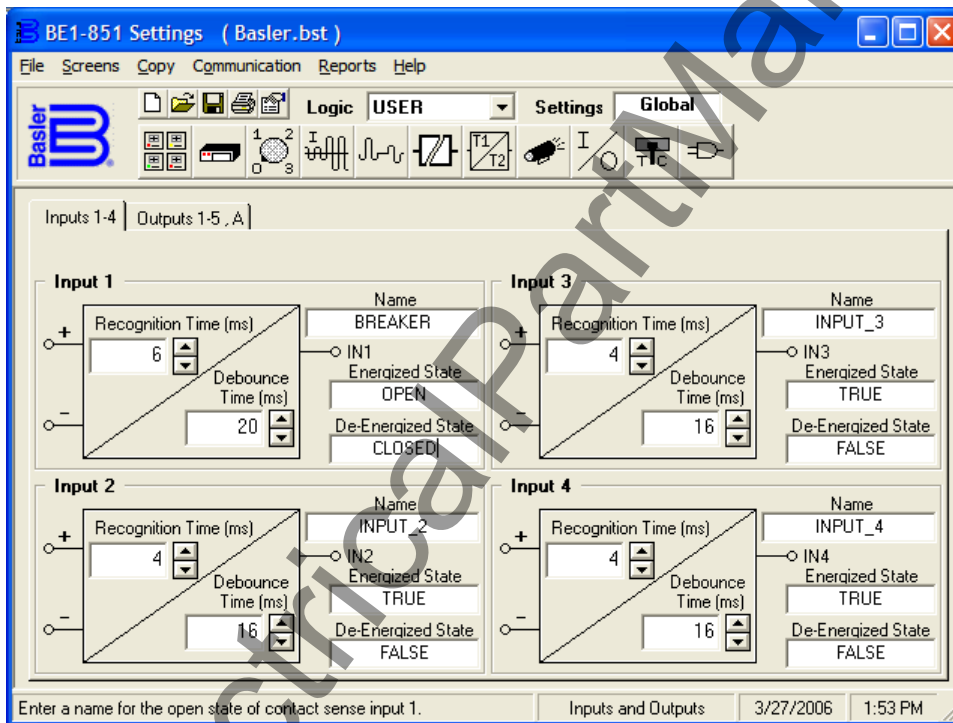 BE1-851 Settings ( Basler.bst )
File Screens Copy Communication Reports Help
Basler
Logic USER Settings Global
1 2 0 3 I T1 T2 I O T C
Inputs 1-4 Outputs 1-5 , A
Input 1
Recognition Time (ms)
6
Debounce
Time (ms)
20
Name
BREAKER
IN1
Energized State
OPEN
De-Energized State
CLOSED
+
−
Input 3
Recognition Time (ms)
4
Debounce
Time (ms)
16
Name
INPUT_3
IN3
Energized State
TRUE
De-Energized State
FALSE
+
−
Input 2
Recognition Time (ms)
4
Debounce
Time (ms)
16
Name
INPUT_2
IN2
Energized State
TRUE
De-Energized State
FALSE
+
−
Input 4
Recognition Time (ms)
4
Debounce
Time (ms)
16
Name
INPUT_4
IN4
Energized State
TRUE
De-Energized State
FALSE
+
−
Enter a name for the open state of contact sense input 1. Inputs and Outputs 3/27/2006 1:53 PM